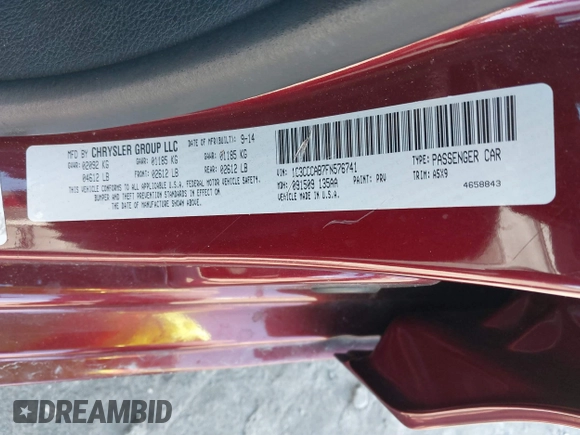 MFD BY CHRYSLER GROUP LLC DATE OF MFR(BUILT): 9-14
GVWR: 02092 KG GAWR 01185 KG GAWR 01185 KG
04612 LB FRONT: 02612 LB REAR: 02612 LB
THIS VEHICLE CONFORMS TO ALL APPLICABLE U.S.A. FEDERAL MOTOR VEHICLE SAFETY,
BUMPER AND THEFT PREVENTION STANDARDS IN EFFECT ON
THE DATE OF MANUFACTURE SHOWN ABOVE.
VIN: 1C3CCCAB7FN576741 TYPE: PASSENGER CAR
MDH: 091509 135AA PAINT: PRV TRIM: A5X9
VEHICLE MADE IN U.S.A. 4658843
DREAMBID